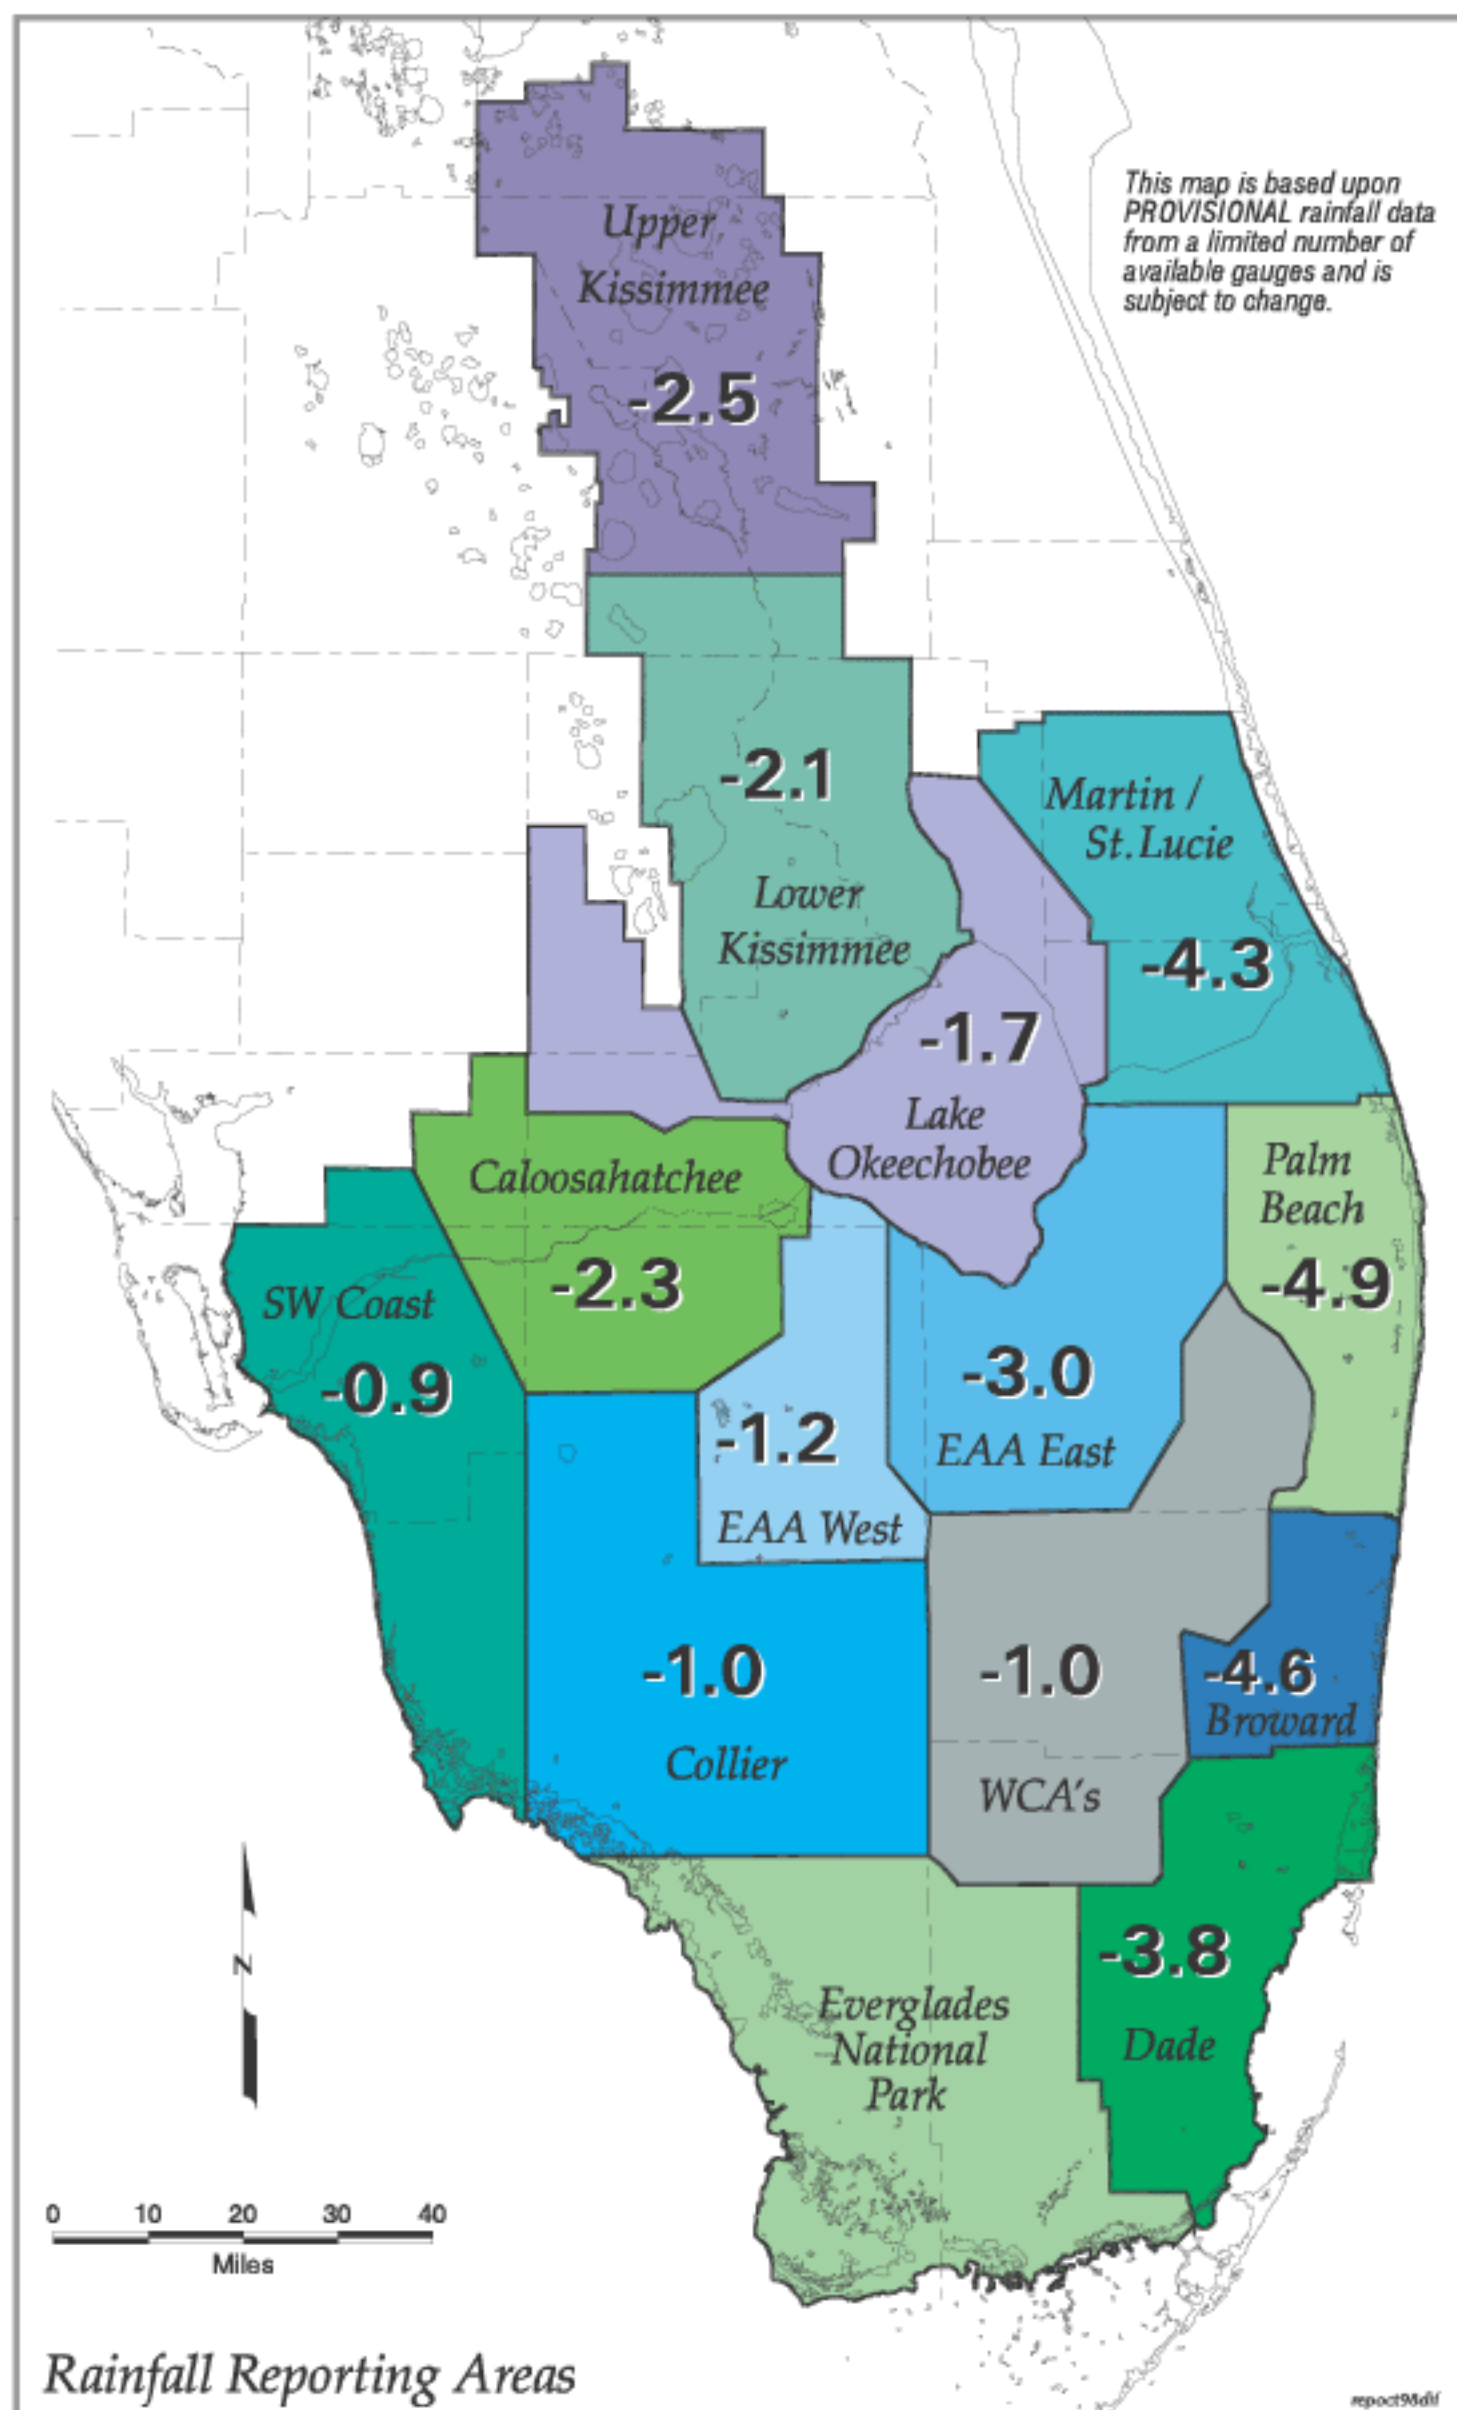 This map is based upon
PROVISIONAL rainfall data
from a limited number of
available gauges and is
subject to change.
Upper
Kissimmee
-2.5
-2.1
Lower
Kissimmee
Martin /
St. Lucie
-4.3
-1.7
Lake
Okeechobee
Caloosahatchee
-2.3
Palm
Beach
-4.9
SW Coast
-0.9
-3.0
EAA East
-1.2
EAA West
-1.0
Collier
-1.0
WCA's
-4.6
Broward
-3.8
Dade
Everglades
National
Park
N
0 10 20 30 40
Miles
Rainfall Reporting Areas
repoct98dif